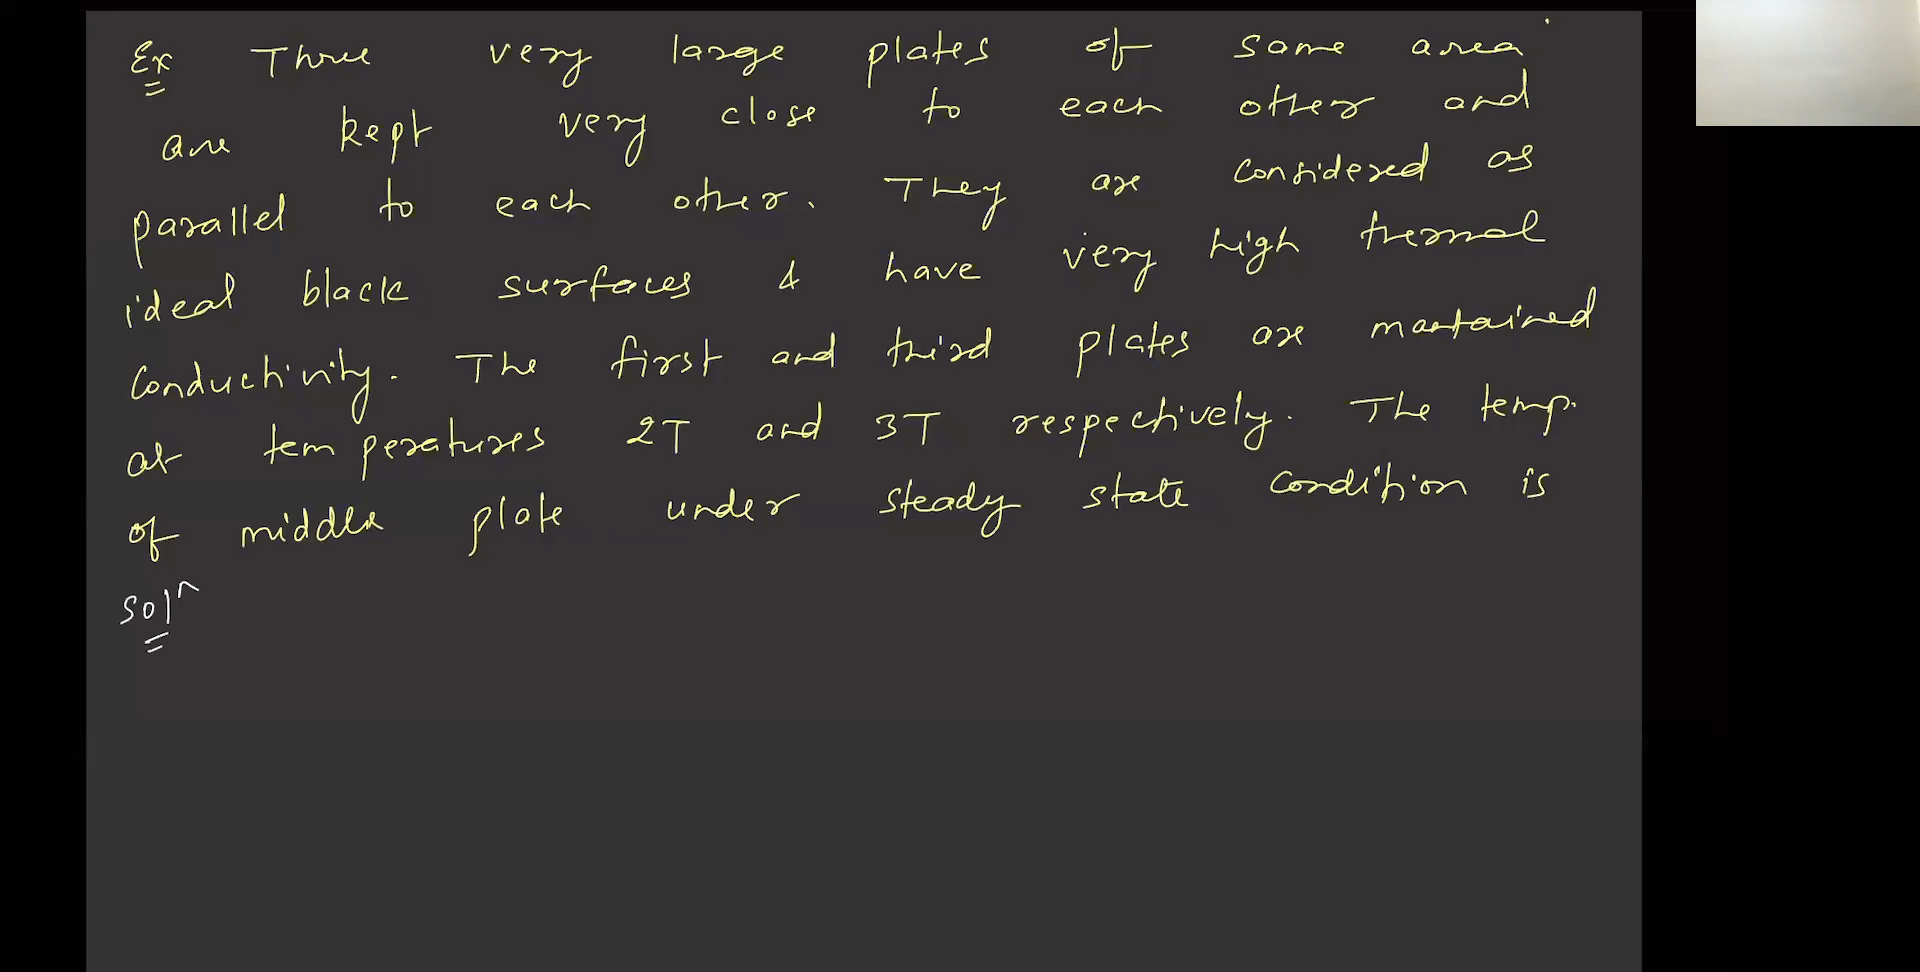 Ex Three very large plates of same area
are kept very close to each other and
parallel to each other. They are considered as
ideal black surfaces & have very high thermal
conductivity. The first and third plates are maintained
at temperatures 2T and 3T respectively. The temp.
of middle plate under steady state condition is
Solⁿ